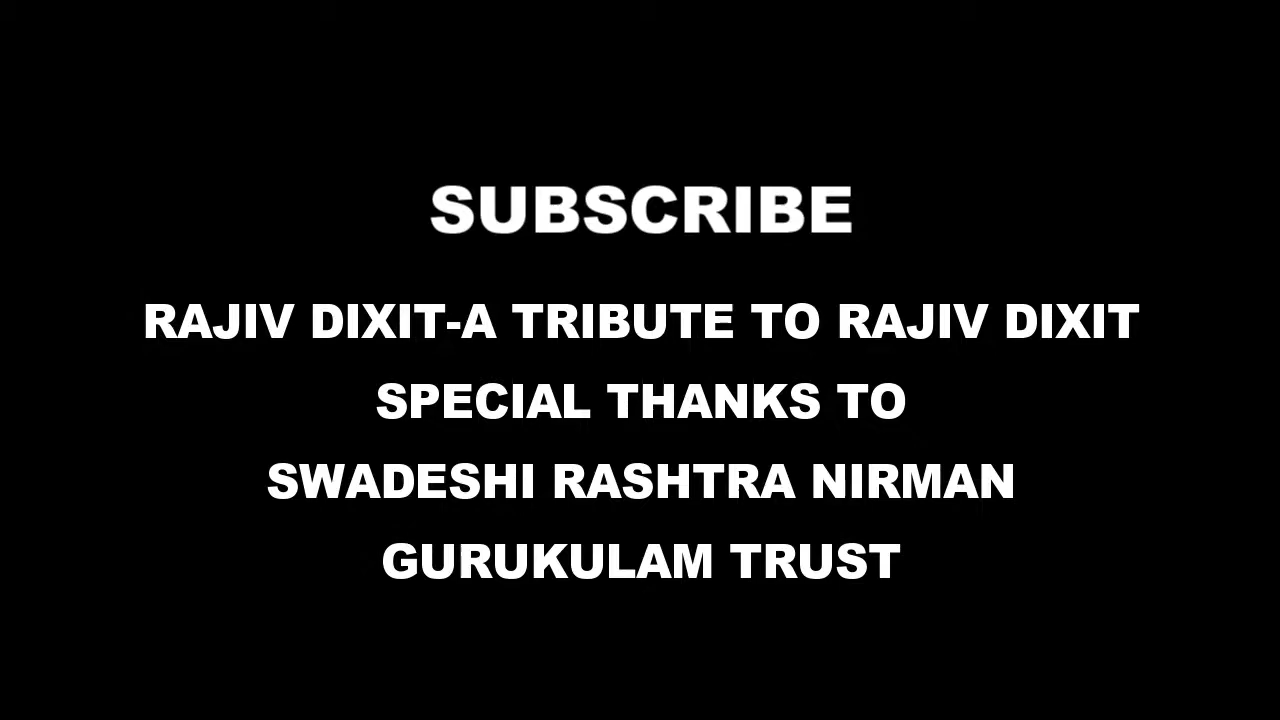 SUBSCRIBE
RAJIV DIXIT-A TRIBUTE TO RAJIV DIXIT
SPECIAL THANKS TO
SWADESHI RASHTRA NIRMAN
GURUKULAM TRUST